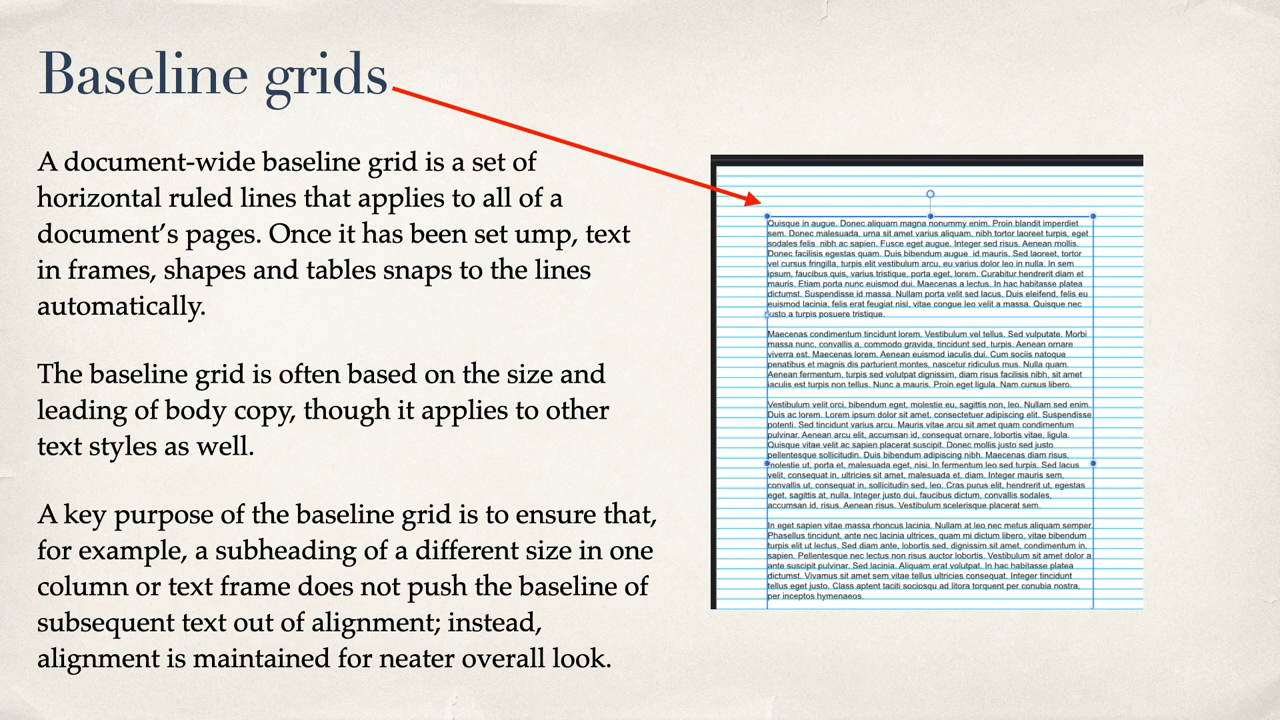 Baseline grids
A document-wide baseline grid is a set of
horizontal ruled lines that applies to all of a
document’s pages. Once it has been set ump, text
in frames, shapes and tables snaps to the lines
automatically.
The baseline grid is often based on the size and
leading of body copy, though it applies to other
text styles as well.
A key purpose of the baseline grid is to ensure that,
for example, a subheading of a different size in one
column or text frame does not push the baseline of
subsequent text out of alignment; instead,
alignment is maintained for neater overall look.
Quisque in augue. Donec aliquam magna nonummy enim. Proin blandit imperdiet
sem. Donec malesuada, urna sit amet varius aliquam, nibh tortor laoreet turpis, eget
sodales felis nibh ac sapien. Fusce eget augue. Integer sed risus. Aenean mollis.
Donec facilisis egestas quam. Duis bibendum augue id mauris. Sed laoreet, tortor
vel cursus fringilla, turpis elit vestibulum arcu, eu varius dolor leo in nulla. In sem
ipsum, faucibus quis, varius tristique, porta eget, lorem. Curabitur hendrerit diam et
mauris. Etiam porta nunc euismod dui. Maecenas a lectus. In hac habitasse platea
dictumst. Suspendisse id massa. Nullam porta velit sed lacus. Duis eleifend, felis eu
euismod lacinia, felis erat feugiat nisl, vitae congue leo velit a massa. Quisque nec
justo a turpis posuere tristique.
Maecenas condimentum tincidunt lorem. Vestibulum vel tellus. Sed vulputate. Morbi
massa nunc, convallis a, commodo gravida, tincidunt sed, turpis. Aenean ornare
viverra est. Maecenas lorem. Aenean euismod iaculis dui. Cum sociis natoque
penatibus et magnis dis parturient montes, nascetur ridiculus mus. Nulla quam.
Aenean fermentum, turpis sed volutpat dignissim, diam risus facilisis nibh, sit amet
iaculis est turpis non tellus. Nunc a mauris. Proin eget ligula. Nam cursus libero.
Vestibulum velit orci, bibendum eget, molestie eu, sagittis non, leo. Nullam sed enim.
Duis ac lorem. Lorem ipsum dolor sit amet, consectetuer adipiscing elit. Suspendisse
potenti. Sed tincidunt varius arcu. Mauris vitae arcu sit amet quam condimentum
pulvinar. Aenean arcu elit, accumsan id, consequat ornare, lobortis vitae, ligula.
Quisque vitae velit ac sapien placerat suscipit. Donec mollis justo sed justo
pellentesque sollicitudin. Duis bibendum adipiscing nibh. Maecenas diam risus,
molestie ut, porta et, malesuada eget, nisi. In fermentum leo sed turpis. Sed lacus
velit, consequat in, ultricies sit amet, malesuada et, diam. Integer mauris sem,
convallis ut, consequat in, sollicitudin sed, leo. Cras purus elit, hendrerit ut, egestas
eget, sagittis at, nulla. Integer justo dui, faucibus dictum, convallis sodales,
accumsan id, risus. Aenean risus. Vestibulum scelerisque placerat sem.
In eget sapien vitae massa rhoncus lacinia. Nullam at leo nec metus aliquam semper.
Phasellus tincidunt, ante nec lacinia ultrices, quam mi dictum libero, vitae bibendum
turpis elit ut lectus. Sed diam ante, lobortis sed, dignissim sit amet, condimentum in,
sapien. Pellentesque nec lectus non risus auctor lobortis. Vestibulum sit amet dolor a
ante suscipit pulvinar. Sed lacinia. Aliquam erat volutpat. In hac habitasse platea
dictumst. Vivamus sit amet sem vitae tellus ultricies consequat. Integer tincidunt
tellus eget justo. Class aptent taciti sociosqu ad litora torquent per conubia nostra,
per inceptos hymenaeos.